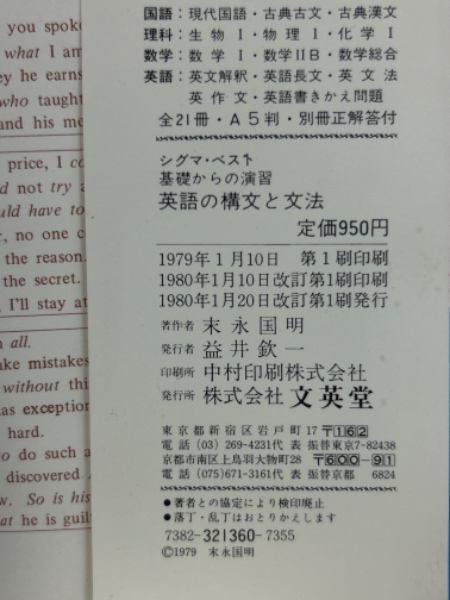 you spoke
what I am
ey he earns
who taught
and his me
price, I
d not try
uld have to
, no one c
the reason.
the secret.
I'll stay at
all.
ake mistakes
without thi
as exception
hard.
to do such a
discovered
w. So is his
at he is guil
国語：現代国語・古典古文・古典漢文
理科：生物Ⅰ・物理Ⅰ・化学Ⅰ
数学：数学Ⅰ・数学ⅡB・数学総合
英語：英文解釈・英語長文・英文法
英作文・英語書きかえ問題
全21冊・A5判・別冊正解答付
シグマ・ベスト
基礎からの演習
英語の構文と文法
定価950円
1979年1月10日 第1刷印刷
1980年1月10日改訂第1刷印刷
1980年1月20日改訂第1刷発行
著作者 末永国明
発行者 益井欽一
印刷所 中村印刷株式会社
発行所 株式会社 文英堂
東京都新宿区岩戸町17 〒162
電話 (03) 269-4231代表 振替東京7-82438
京都市南区上鳥羽大物町28 〒600-91
電話 (075) 671-3161代表 振替京都 6824
●著者との協定により検印廃止
●落丁・乱丁はおとりかえします
7382-321360-7355
©1979 末永国明